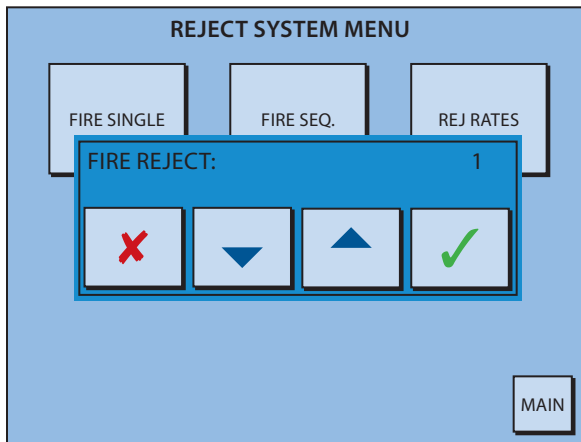 REJECT SYSTEM MENU
FIRE SINGLE FIRE SEQ. REJ RATES
FIRE REJECT: 1
MAIN